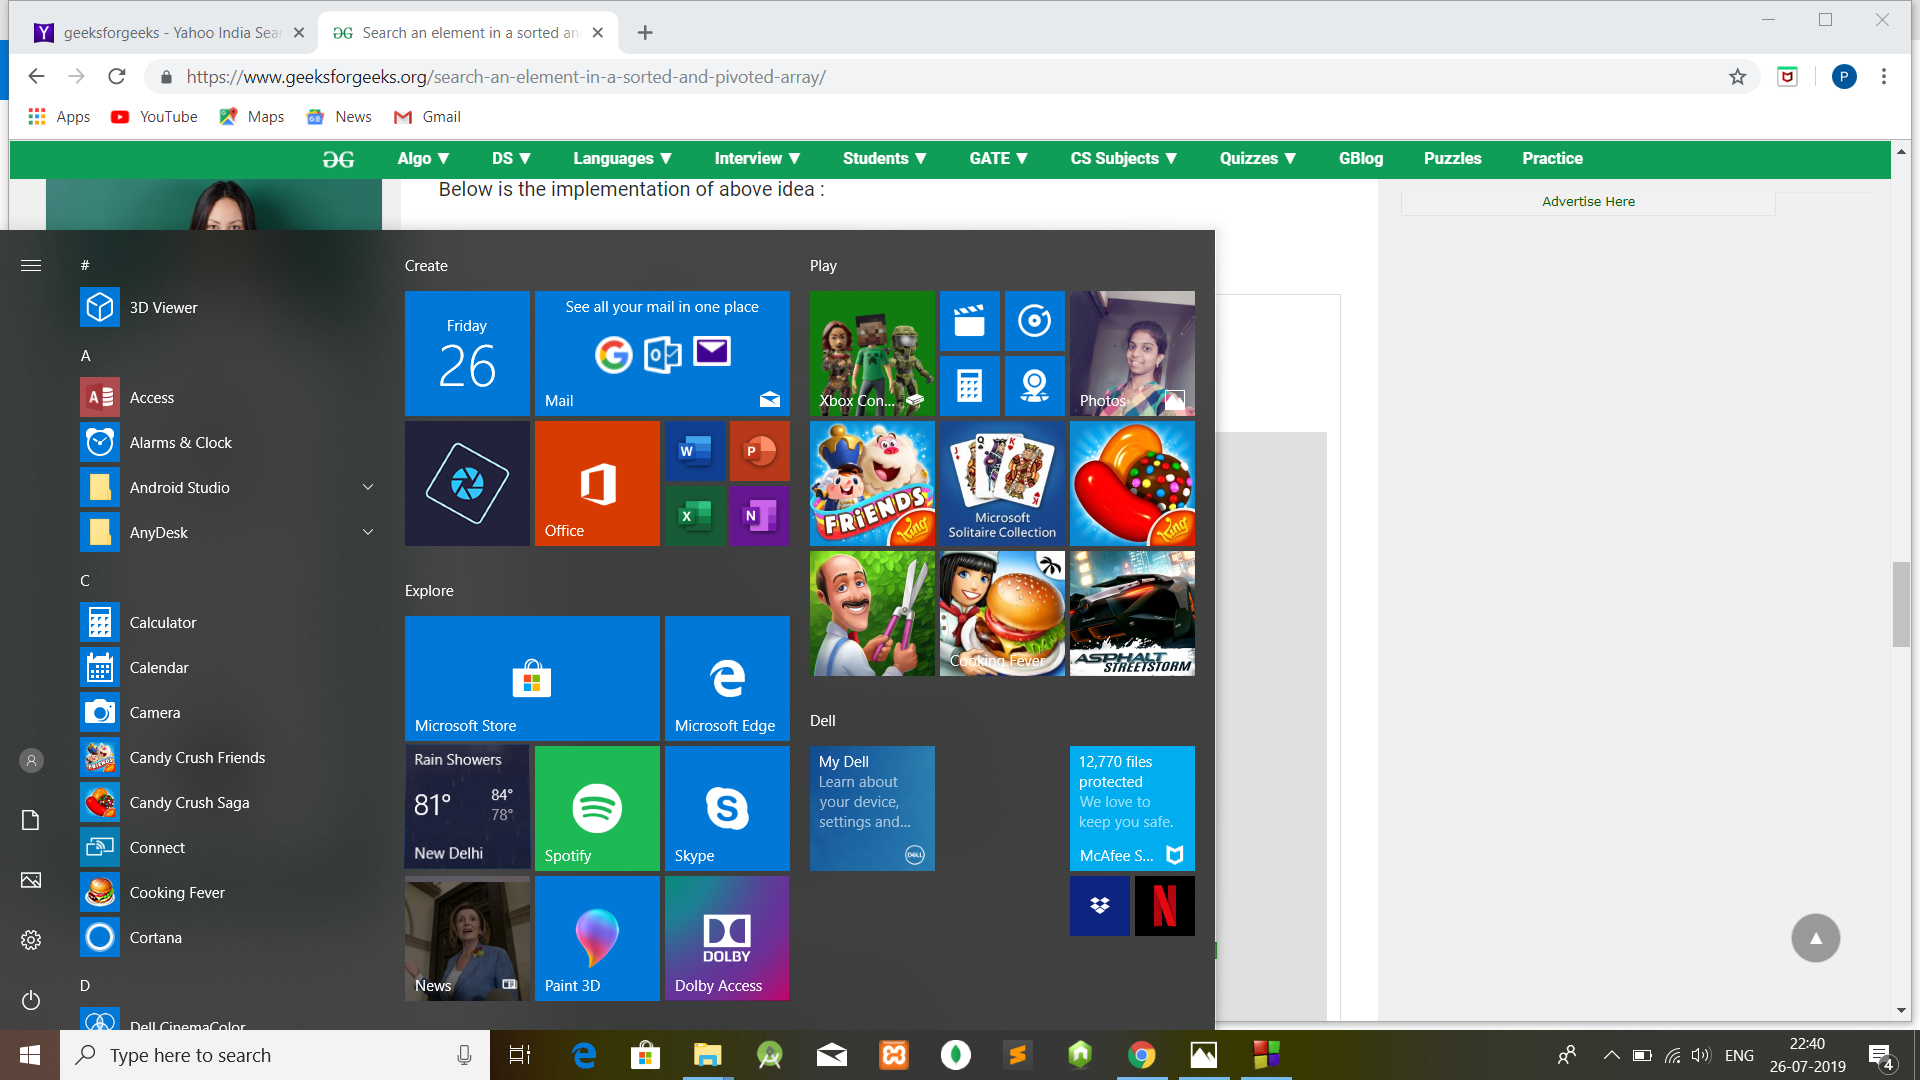 geeksforgeeks - Yahoo India Sear
Search an element in a sorted an
https://www.geeksforgeeks.org/search-an-element-in-a-sorted-and-pivoted-array/
P
Apps YouTube Maps News Gmail
Algo ▼ DS ▼ Languages ▼ Interview ▼ Students ▼ GATE ▼ CS Subjects ▼ Quizzes ▼ GBlog Puzzles Practice
Below is the implementation of above idea :
Advertise Here
#
3D Viewer
A
Access
Alarms & Clock
Android Studio
AnyDesk
C
Calculator
Calendar
Camera
Candy Crush Friends
Candy Crush Saga
Connect
Cooking Fever
Cortana
D
Dell CinemaColor
Create
Friday
26
See all your mail in one place
Mail
Office
Explore
Microsoft Store
Microsoft Edge
Rain Showers
81° 84°
78°
New Delhi
Spotify
Skype
News
Paint 3D
DOLBY
Dolby Access
Play
Xbox Con...
Photos
FRiENDS
King
Microsoft
Solitaire Collection
King
Cooking Fever
ASPHALT
STREETSTORM
Dell
My Dell
Learn about
your device,
settings and...
DELL
12,770 files
protected
We love to
keep you safe.
McAfee S...
Type here to search
ENG
22:40
26-07-2019
4